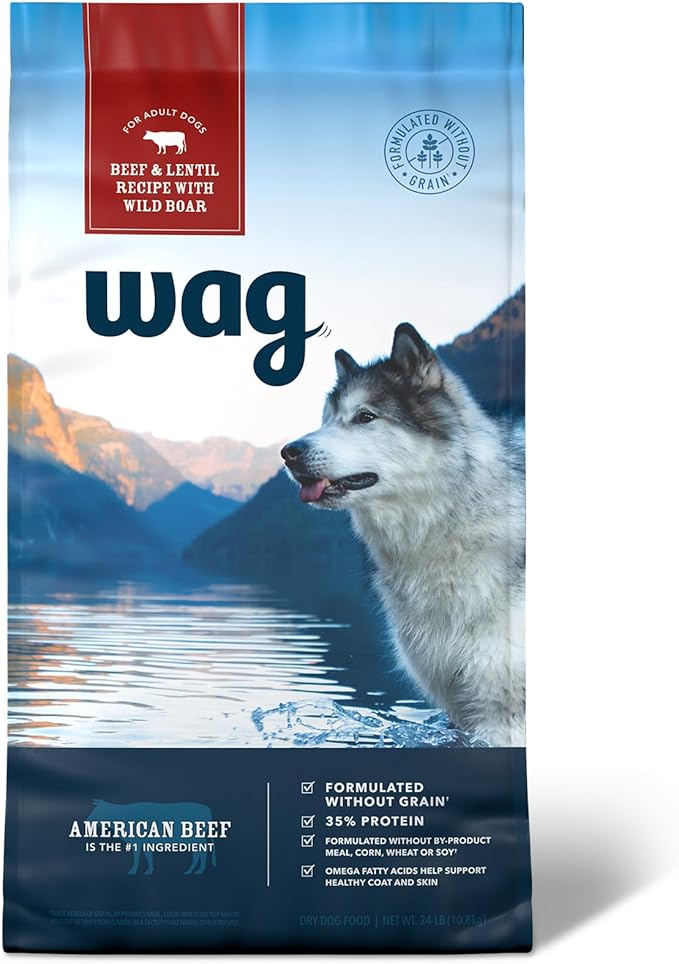 FOR ADULT DOGS
BEEF & LENTIL
RECIPE WITH
WILD BOAR
FORMULATED WITHOUT
GRAIN†
wag
AMERICAN BEEF
IS THE #1 INGREDIENT
FORMULATED
WITHOUT GRAIN†
35% PROTEIN
FORMULATED WITHOUT BY-PRODUCT
MEAL, CORN, WHEAT OR SOY†
OMEGA FATTY ACIDS HELP SUPPORT
HEALTHY COAT AND SKIN
DRY DOG FOOD | NET WT. 24 LB (10.8kg)